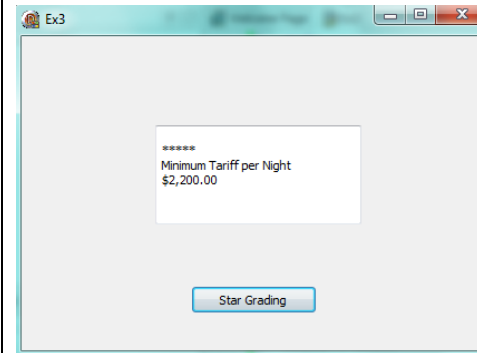 Ex3
*****
Minimum Tariff per Night
$2,200.00
Star Grading